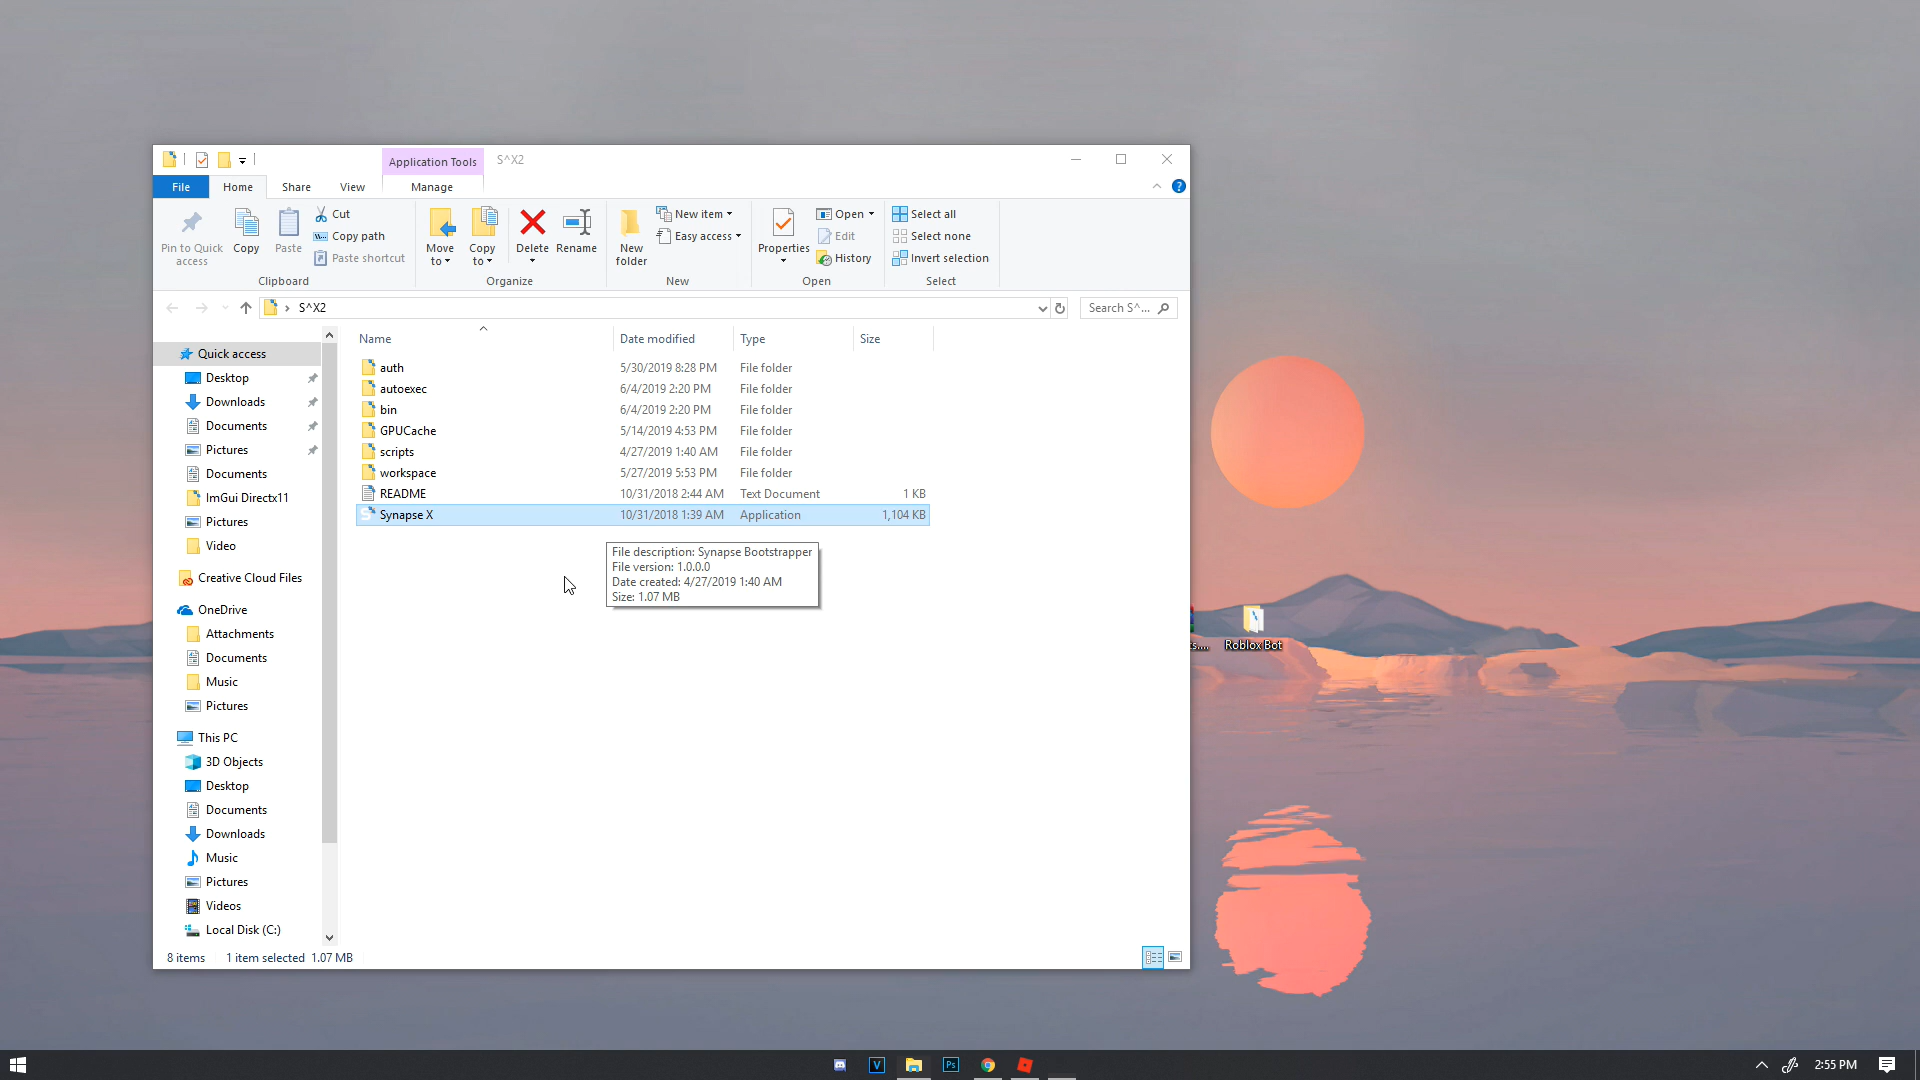 Application Tools
S^X2
File
Home
Share
View
Manage
Pin to Quick access
Copy
Paste
Cut
Copy path
Paste shortcut
Clipboard
Move to
Copy to
Delete
Rename
Organize
New folder
New item
Easy access
New
Properties
Open
Edit
History
Open
Select all
Select none
Invert selection
Select
S^X2
Search S^...
Name Date modified Type Size
auth 5/30/2019 8:28 PM File folder
autoexec 6/4/2019 2:20 PM File folder
bin 6/4/2019 2:20 PM File folder
GPUCache 5/14/2019 4:53 PM File folder
scripts 4/27/2019 1:40 AM File folder
workspace 5/27/2019 5:53 PM File folder
README 10/31/2018 2:44 AM Text Document 1 KB
Synapse X 10/31/2018 1:39 AM Application 1,104 KB
File description: Synapse Bootstrapper
File version: 1.0.0.0
Date created: 4/27/2019 1:40 AM
Size: 1.07 MB
Quick access
Desktop
Downloads
Documents
Pictures
Documents
ImGui Directx11
Pictures
Video
Creative Cloud Files
OneDrive
Attachments
Documents
Music
Pictures
This PC
3D Objects
Desktop
Documents
Downloads
Music
Pictures
Videos
Local Disk (C:)
8 items 1 item selected 1.07 MB
Roblox Bot
V
Ps
2:55 PM